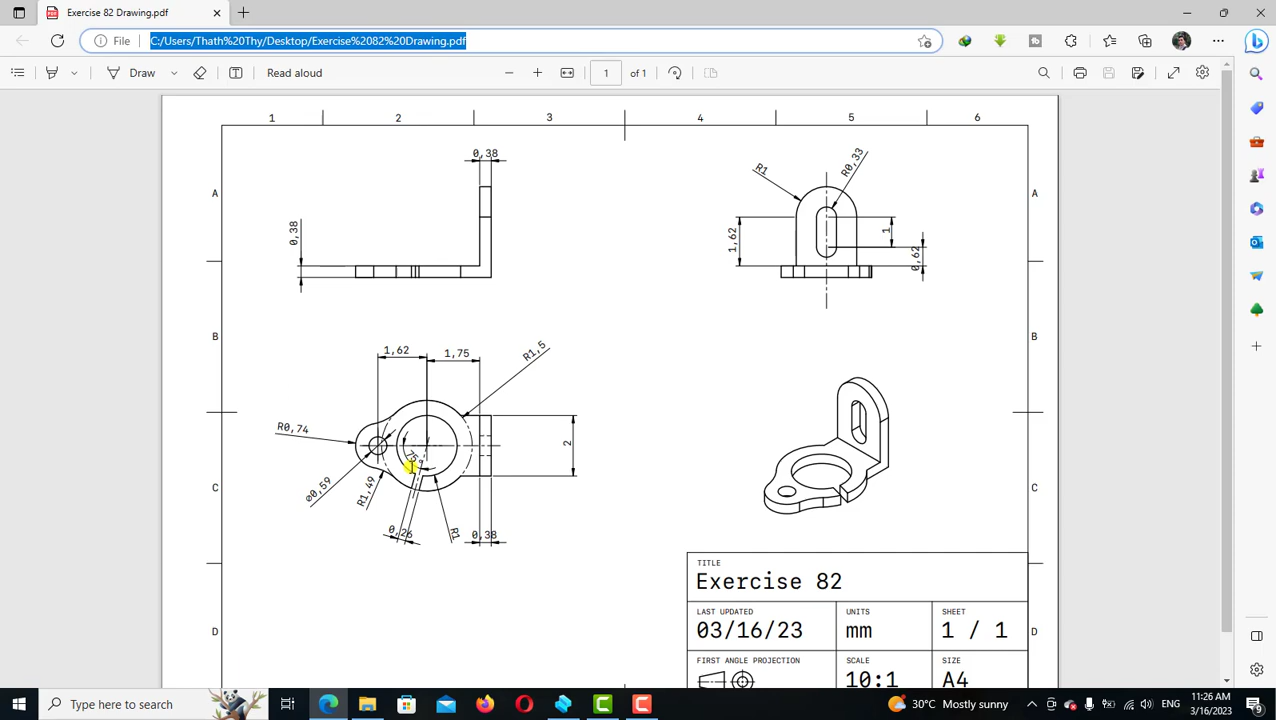 Exercise 82 Drawing.pdf
File
C:/Users/Thath%20Thy/Desktop/Exercise%2082%20Drawing.pdf
Draw
Read aloud
1
of 1
1 2 3 4 5 6
0,38
R1
R0,33
A
A
0,38
1,62
1
0,62
B
B
1,62
1,75
R1,5
R0,74
2
75°
⌀0,59
R1,49
C
C
0,26
R1
0,38
TITLE
Exercise 82
LAST UPDATED
UNITS
SHEET
03/16/23
mm
1 / 1
D
D
FIRST ANGLE PROJECTION
SCALE
SIZE
10:1
A4
Type here to search
30°C Mostly sunny
ENG
11:26 AM
3/16/2023
9